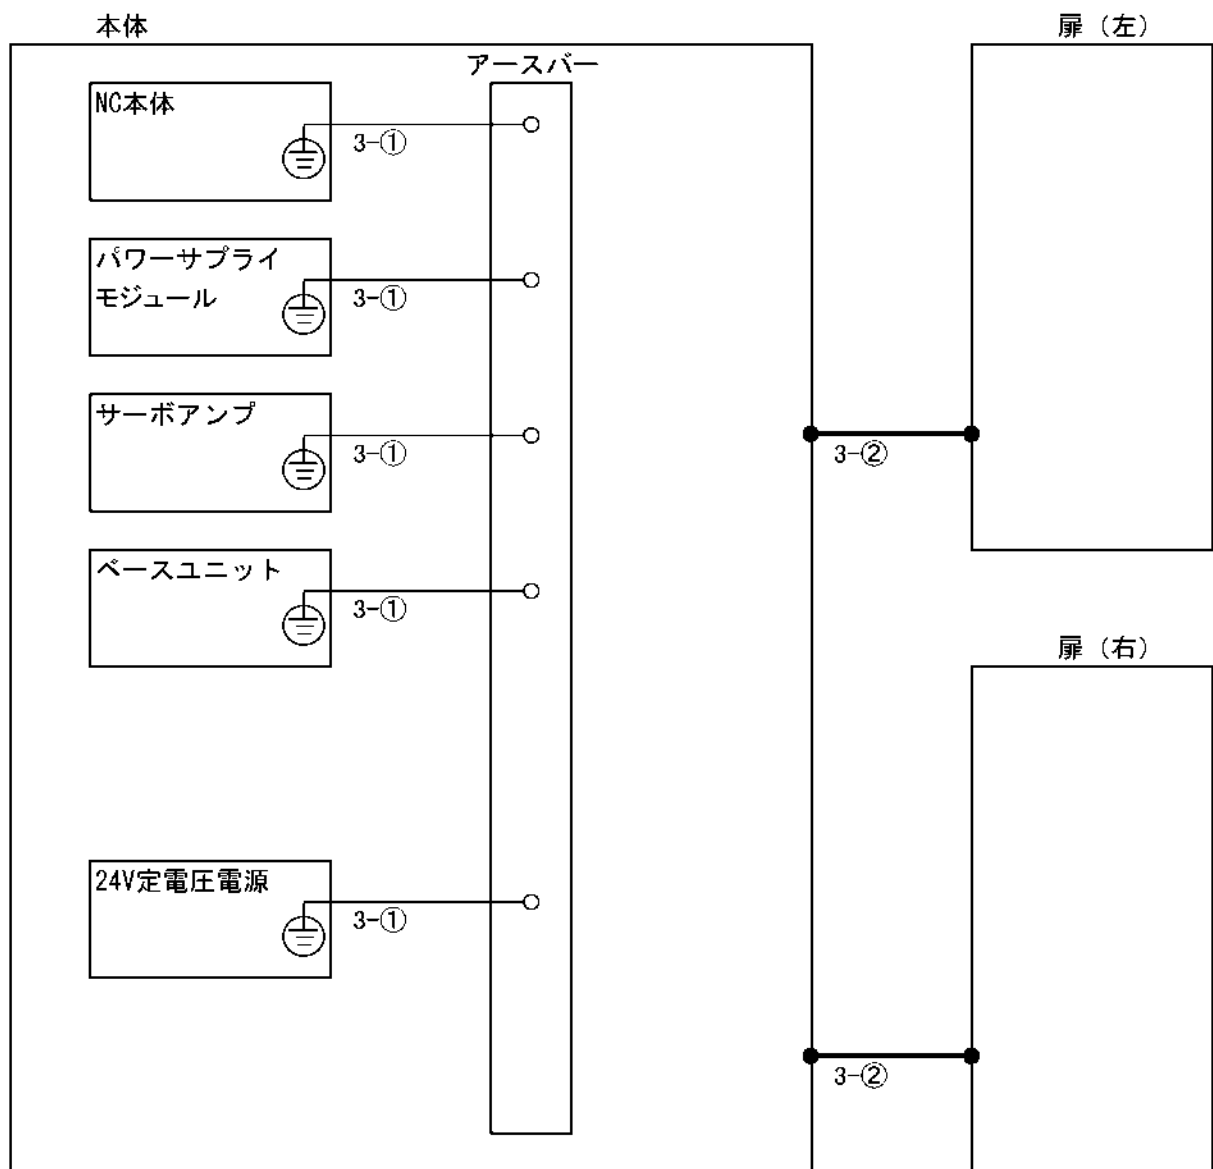 本体
扉（左）
アースバー
NC本体
3-①
パワーサプライ
モジュール
3-①
サーボアンプ
3-①
3-②
ベースユニット
3-①
扉（右）
24V定電圧電源
3-①
3-②